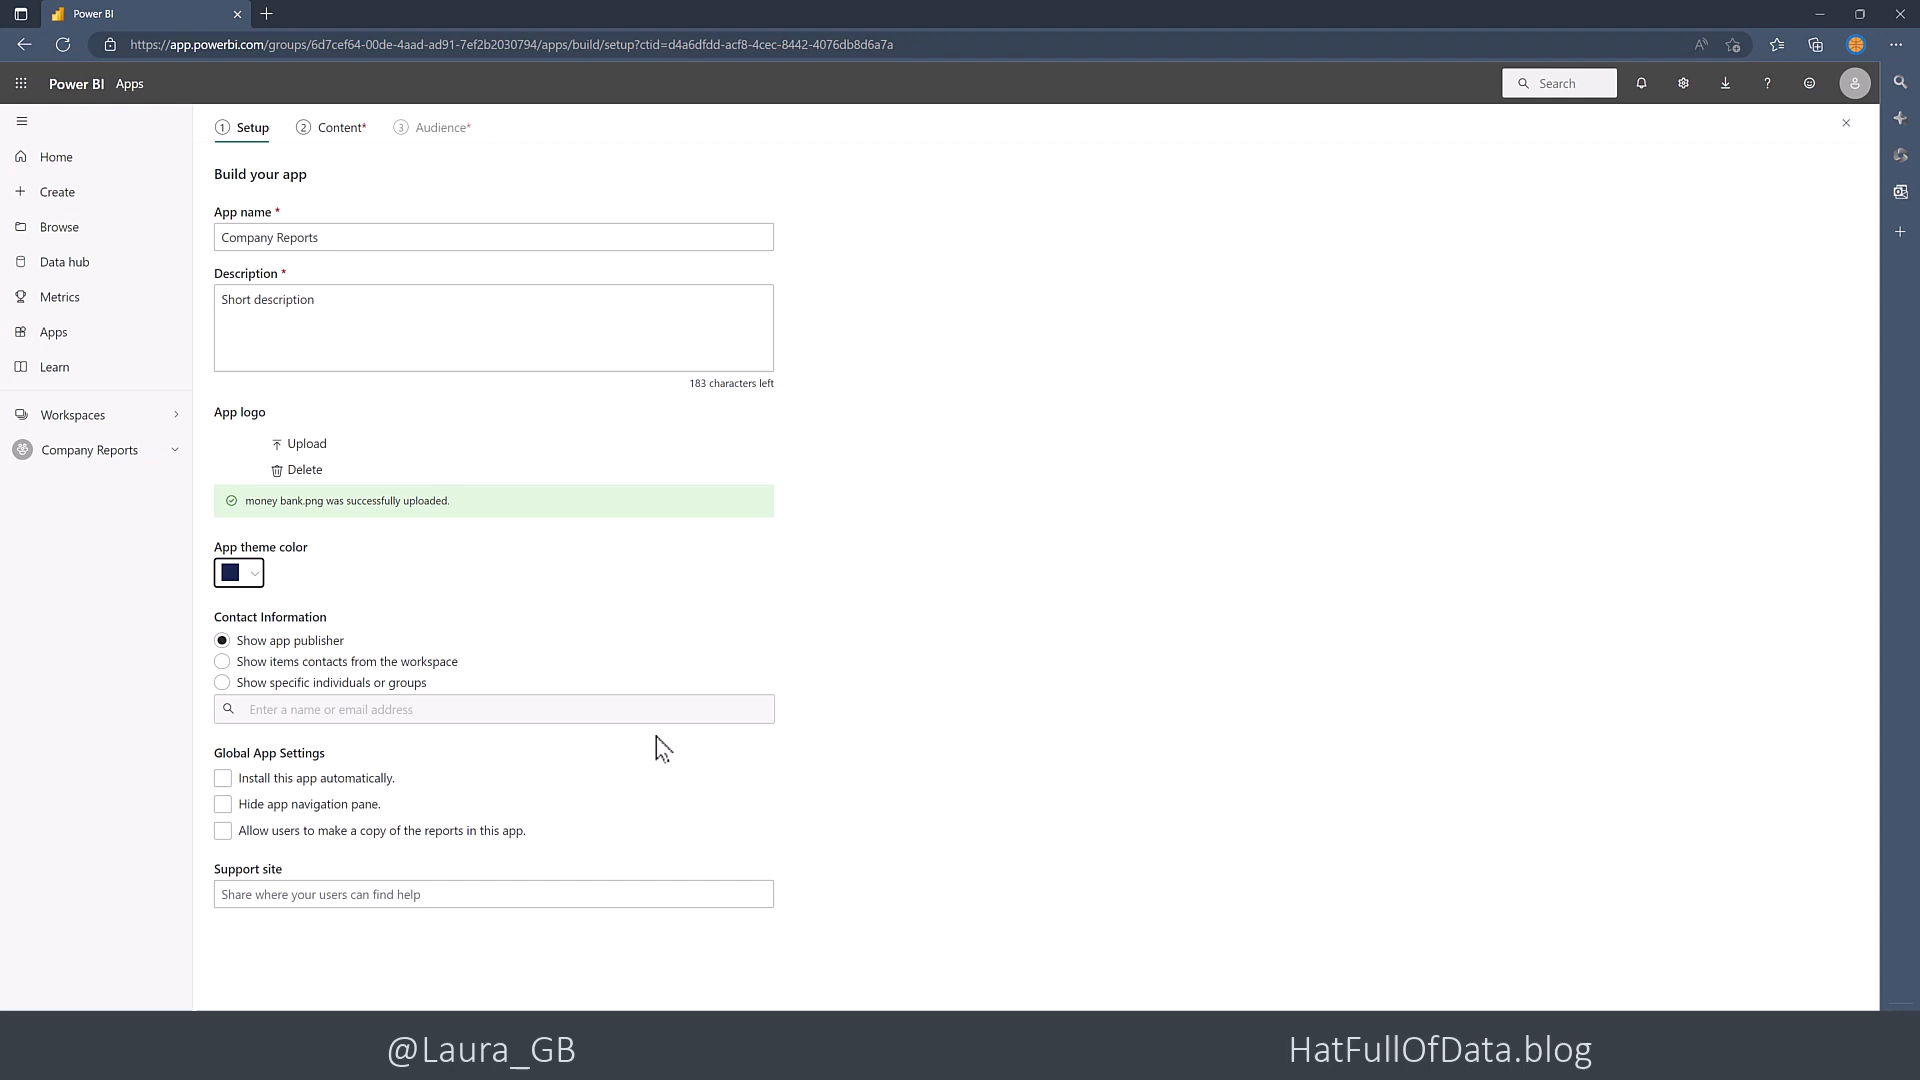 Power BI
https://app.powerbi.com/groups/6d7cef64-00de-4aad-ad91-7ef2b2030794/apps/build/setup?ctid=d4a6dfdd-acf8-4cec-8442-4076db8d6a7a
Power BI Apps
Search
1 Setup
2 Content*
3 Audience*
Home
Create
Browse
Data hub
Metrics
Apps
Learn
Workspaces
Company Reports
Build your app
App name *
Company Reports
Description *
Short description
183 characters left
App logo
Upload
Delete
money bank.png was successfully uploaded.
App theme color
Contact Information
Show app publisher
Show items contacts from the workspace
Show specific individuals or groups
Enter a name or email address
Global App Settings
Install this app automatically.
Hide app navigation pane.
Allow users to make a copy of the reports in this app.
Support site
Share where your users can find help
@Laura_GB
HatFullOfData.blog